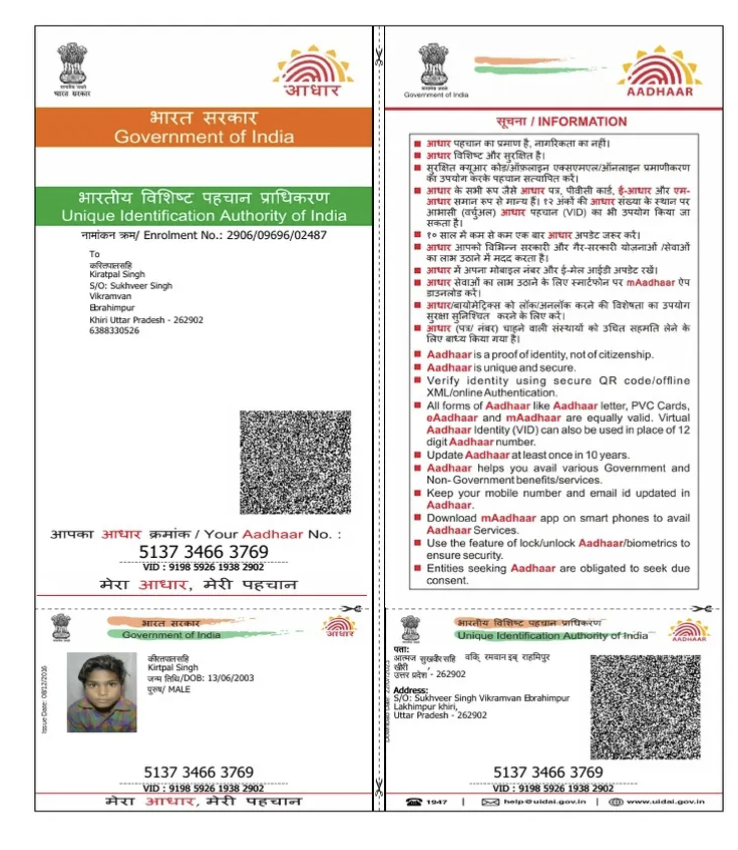 भारत सरकार
आधार
भारत सरकार
Government of India
भारतीय विशिष्ट पहचान प्राधिकरण
Unique Identification Authority of India
नामांकन क्रम/ Enrolment No.: 2906/09696/02487
To
Kiratpal Singh
S/O: Sukhveer Singh
Vikramvan
Ebrahimpur
Khiri Uttar Pradesh - 262902
6388330526
आपका आधार क्रमांक / Your Aadhaar No. :
5137 3466 3769
VID : 9198 5926 1938 2902
मेरा आधार, मेरी पहचान
Government of India
AADHAAR
सूचना / INFORMATION
■ आधार पहचान का प्रमाण है, नागरिकता का नहीं।
■ आधार विशिष्ट और सुरक्षित है।
■ सुरक्षित क्यूआर कोड/ऑफ़लाइन एक्सएमएल/ऑनलाइन प्रमाणीकरण
का उपयोग करके पहचान सत्यापित करें।
■ आधार के सभी रूप जैसे आधार पत्र, पीवीसी कार्ड, ई-आधार और एम-
आधार समान रूप से मान्य हैं। १२ अंकों की आधार संख्या के स्थान पर
आभासी (वर्चुअल) आधार पहचान (VID) का भी उपयोग किया जा
सकता है।
■ १० साल में कम से कम एक बार आधार अपडेट जरूर करें।
■ आधार आपको विभिन्न सरकारी और गैर-सरकारी योजनाओं /सेवाओं
का लाभ उठाने में मदद करता है।
■ आधार में अपना मोबाइल नंबर और ई-मेल आईडी अपडेट रखें।
■ आधार सेवाओं का लाभ उठाने के लिए स्मार्टफोन पर mAadhaar ऐप
डाउनलोड करें।
■ आधार/बायोमेट्रिक्स को लॉक/अनलॉक करने की विशेषता का उपयोग
सुरक्षा सुनिश्चित करने के लिए करें।
■ आधार (पत्र/ नंबर) चाहने वाली संस्थायों को उचित सहमति लेने के
लिए बाध्य किया गया है।
■ Aadhaar is a proof of identity, not of citizenship.
■ Aadhaar is unique and secure.
■ Verify identity using secure QR code/offline
XML/online Authentication.
■ All forms of Aadhaar like Aadhaar letter, PVC Cards,
eAadhaar and mAadhaar are equally valid. Virtual
Aadhaar Identity (VID) can also be used in place of 12
digit Aadhaar number.
■ Update Aadhaar at least once in 10 years.
■ Aadhaar helps you avail various Government and
Non- Government benefits/services.
■ Keep your mobile number and email id updated in
Aadhaar.
■ Download mAadhaar app on smart phones to avail
Aadhaar Services.
■ Use the feature of lock/unlock Aadhaar/biometrics to
ensure security.
■ Entities seeking Aadhaar are obligated to seek due
consent.
भारत सरकार
Government of India
आधार
Issue Date: 08/12/2016
Kirtpal Singh
जन्म तिथि/DOB: 13/06/2003
पुरुष/ MALE
5137 3466 3769
VID : 9198 5926 1938 2902
मेरा आधार, मेरी पहचान
भारतीय विशिष्ट पहचान प्राधिकरण
Unique Identification Authority of India
AADHAAR
पता:
खीरी ,
उत्तर प्रदेश - 262902
Address:
S/O: Sukhveer Singh Vikramvan Ebrahimpur
Lakhimpur khiri,
Uttar Pradesh - 262902
5137 3466 3769
VID : 9198 5926 1938 2902
1947 | help@uidai.gov.in | www.uidai.gov.in